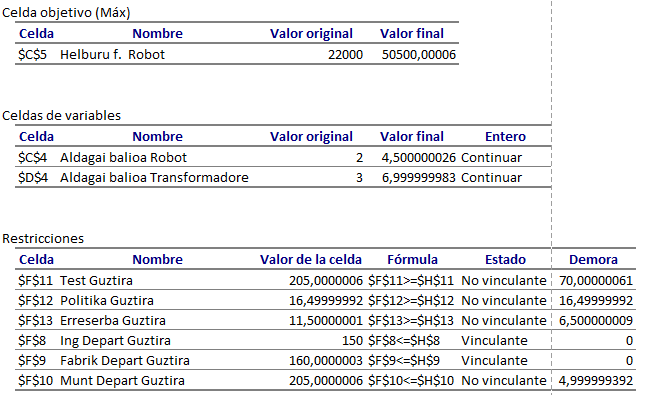 Celda objetivo (Máx)
Celda Nombre Valor original Valor final
$C$5 Helburu f. Robot 22000 50500,00006
Celdas de variables
Celda Nombre Valor original Valor final Entero
$C$4 Aldagai balioa Robot 2 4,500000026 Continuar
$D$4 Aldagai balioa Transformadore 3 6,999999983 Continuar
Restricciones
Celda Nombre Valor de la celda Fórmula Estado Demora
$F$11 Test Guztira 205,0000006 $F$11>=$H$11 No vinculante 70,00000061
$F$12 Politika Guztira 16,49999992 $F$12>=$H$12 No vinculante 16,49999992
$F$13 Erreserba Guztira 11,50000001 $F$13>=$H$13 No vinculante 6,500000009
$F$8 Ing Depart Guztira 150 $F$8<=$H$8 Vinculante 0
$F$9 Fabrik Depart Guztira 160,0000003 $F$9<=$H$9 Vinculante 0
$F$10 Munt Depart Guztira 205,0000006 $F$10<=$H$10 No vinculante 4,999999392